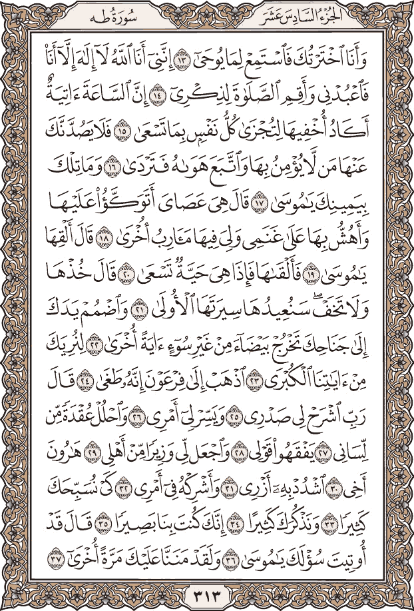 الجزء السادس عشر
سورة طه
وَأَنَا ٱخْتَرْتُكَ فَٱسْتَمِعْ لِمَا يُوحَىٰٓ ١٣ إِنَّنِىٓ أَنَا ٱللَّهُ لَآ إِلَٰهَ إِلَّآ أَنَا۠
فَٱعْبُدْنِى وَأَقِمِ ٱلصَّلَوٰةَ لِذِكْرِىٓ ١٤ إِنَّ ٱلسَّاعَةَ ءَاتِيَةٌ
أَكَادُ أُخْفِيهَا لِتُجْزَىٰ كُلُّ نَفْسٍۭ بِمَا تَسْعَىٰ ١٥ فَلَا يَصُدَّنَّكَ
عَنْهَا مَن لَّا يُؤْمِنُ بِهَا وَٱتَّبَعَ هَوَىٰهُ فَتَرْدَىٰ ١٦ وَمَا تِلْكَ
بِيَمِينِكَ يَٰمُوسَىٰ ١٧ قَالَ هِىَ عَصَاىَ أَتَوَكَّؤُا۟ عَلَيْهَا
وَأَهُشُّ بِهَا عَلَىٰ غَنَمِى وَلِىَ فِيهَا مَـَٔارِبُ أُخْرَىٰ ١٨ قَالَ أَلْقِهَا
يَٰمُوسَىٰ ١٩ فَأَلْقَىٰهَا فَإِذَا هِىَ حَيَّةٌ تَسْعَىٰ ٢٠ قَالَ خُذْهَا
وَلَا تَخَفْ ۖ سَنُعِيدُهَا سِيرَتَهَا ٱلْأُولَىٰ ٢١ وَٱضْمُمْ يَدَكَ
إِلَىٰ جَنَاحِكَ تَخْرُجْ بَيْضَآءَ مِنْ غَيْرِ سُوٓءٍ ءَايَةً أُخْرَىٰ ٢٢ لِنُرِيَكَ
مِنْ ءَايَٰتِنَا ٱلْكُبْرَى ٢٣ ٱذْهَبْ إِلَىٰ فِرْعَوْنَ إِنَّهُۥ طَغَىٰ ٢٤ قَالَ
رَبِّ ٱشْرَحْ لِى صَدْرِى ٢٥ وَيَسِّرْ لِىٓ أَمْرِى ٢٦ وَٱحْلُلْ عُقْدَةً مِّن
لِّسَانِى ٢٧ يَفْقَهُوا۟ قَوْلِى ٢٨ وَٱجْعَل لِّى وَزِيرًا مِّنْ أَهْلِى ٢٩ هَٰرُونَ
أَخِى ٣٠ ٱشْدُدْ بِهِۦٓ أَزْرِى ٣١ وَأَشْرِكْهُ فِىٓ أَمْرِى ٣٢ كَىْ نُسَبِّحَكَ
كَثِيرًا ٣٣ وَنَذْكُرَكَ كَثِيرًا ٣٤ إِنَّكَ كُنتَ بِنَا بَصِيرًا ٣٥ قَالَ قَدْ
أُوتِيتَ سُؤْلَكَ يَٰمُوسَىٰ ٣٦ وَلَقَدْ مَنَنَّا عَلَيْكَ مَرَّةً أُخْرَىٰٓ ٣٧
٣١٣